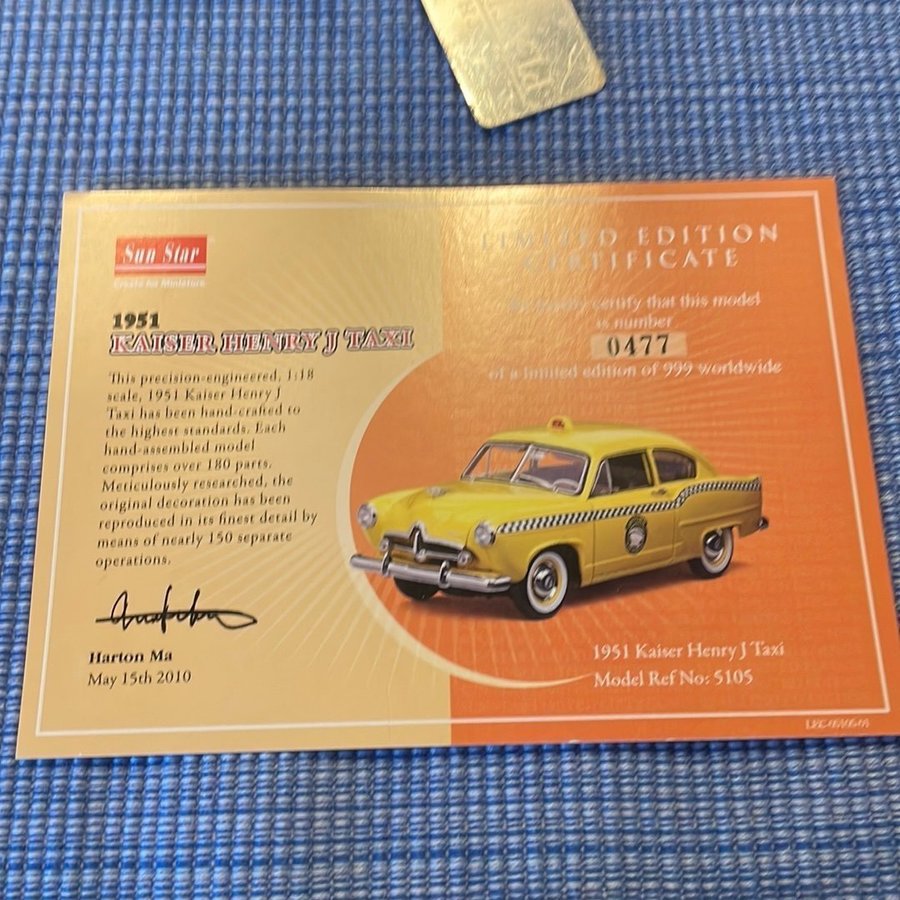 Sun Star
Create for Miniature
1951
KAISER HENRY J TAXI
This precision-engineered, 1:18
scale, 1951 Kaiser Henry J
Taxi has been hand-crafted to
the highest standards. Each
hand-assembled model
comprises over 180 parts.
Meticulously researched, the
original decoration has been
reproduced in its finest detail by
means of nearly 150 separate
operations.
Harton Ma
May 15th 2010
LIMITED EDITION
CERTIFICATE
certify that this model
is number
0477
of a limited edition of 999 worldwide
1951 Kaiser Henry J Taxi
Model Ref No: 5105